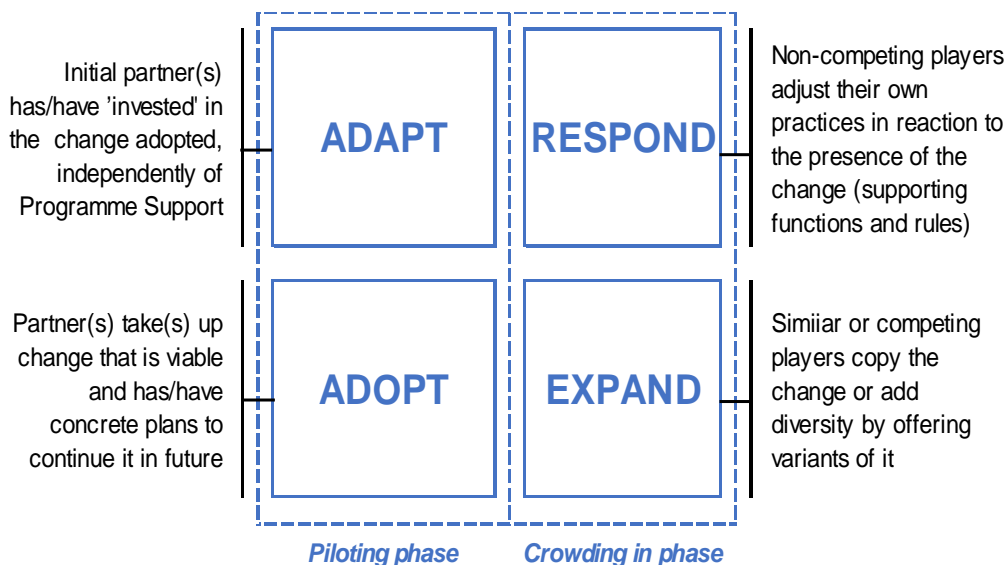 Initial partner(s)
has/have 'invested' in
the change adopted,
independently of
Programme Support
ADAPT
RESPOND
Non-competing players
adjust their own
practices in reaction to
the presence of the
change (supporting
functions and rules)
Partner(s) take(s) up
change that is viable
and has/have
concrete plans to
continue it in future
ADOPT
EXPAND
Similar or competing
players copy the
change or add
diversity by offering
variants of it
Piloting phase
Crowding in phase